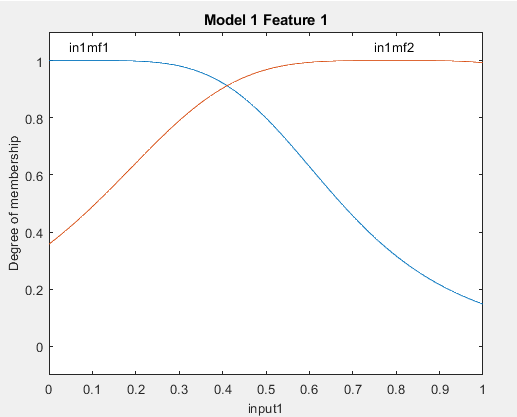 Model 1 Feature 1
in1mf1 in1mf2
Degree of membership
1
0.8
0.6
0.4
0.2
0
0 0.1 0.2 0.3 0.4 0.5 0.6 0.7 0.8 0.9 1
input1